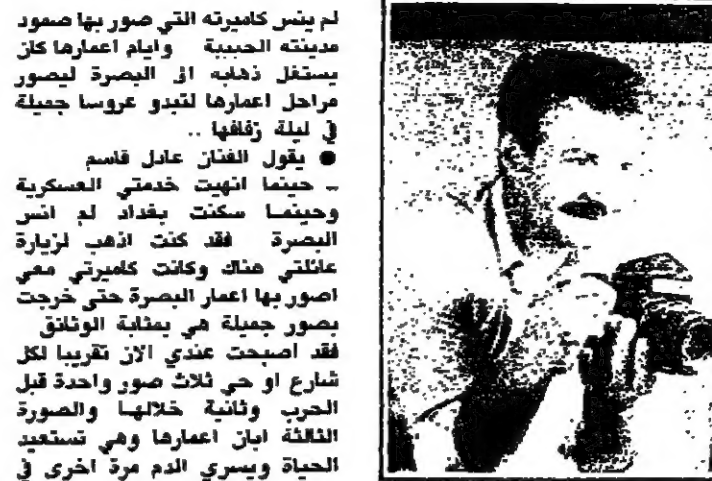 لم ينس كاميرته التي صور بها صمود
مدينته الحبيبة وايام اعمارها كان
يستغل ذهابه الى البصرة ليصور
مراحل اعمارها لتبدو عروسا جميلة
في ليلة زفافها ..
● يقول الفنان عادل قاسم
ـ حينما انهيت خدمتي العسكرية
وحينما سكنت بغداد لم انس
البصرة فقد كنت اذهب لزيارة
عائلتي هناك وكانت كاميرتي معي
اصور بها اعمار البصرة حتى خرجت
بصور جميلة هي بمثابة الوثائق
فقد اصبحت عندي الان تقريبا لكل
شارع او حي ثلاث صور واحدة قبل
الحرب وثانية خلالها والصورة
الثالثة ابان اعمارها وهي تستعيد
الحياة ويسري الدم مرة اخرى في